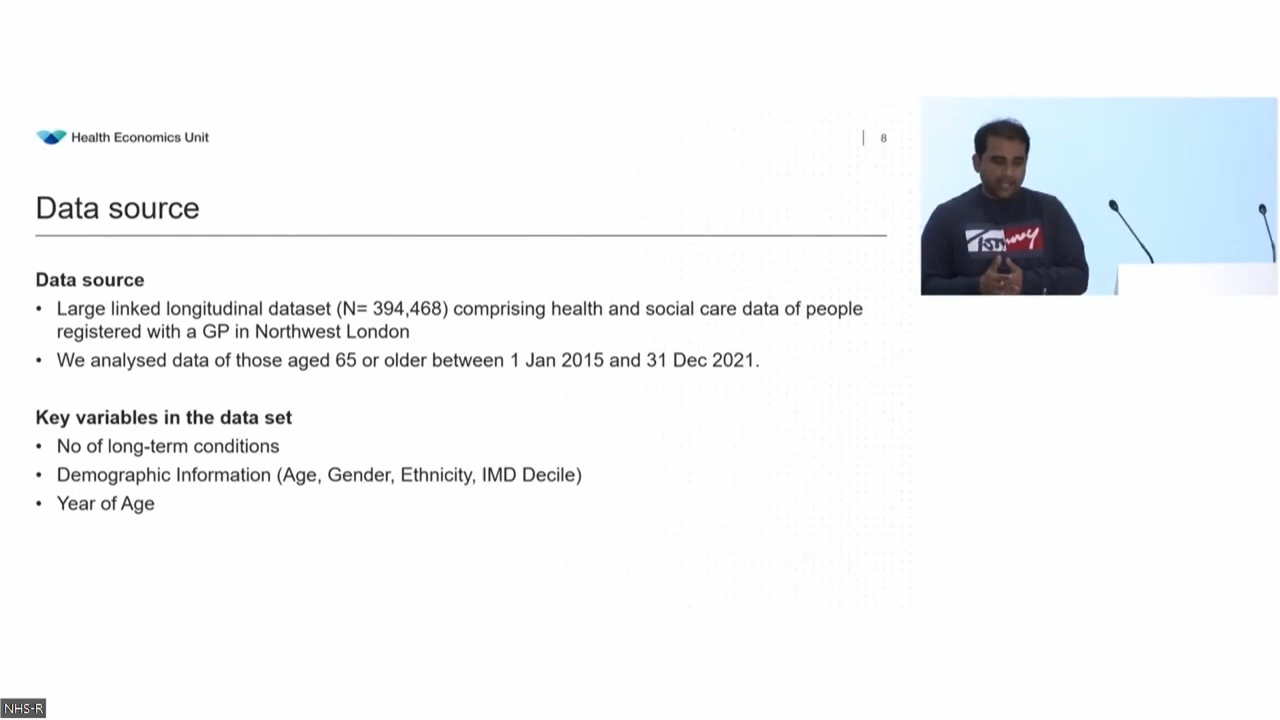 Health Economics Unit
8
Data source
Data source
• Large linked longitudinal dataset (N= 394,468) comprising health and social care data of people
registered with a GP in Northwest London
• We analysed data of those aged 65 or older between 1 Jan 2015 and 31 Dec 2021.
Key variables in the data set
• No of long-term conditions
• Demographic Information (Age, Gender, Ethnicity, IMD Decile)
• Year of Age
Tommy
NHS-R